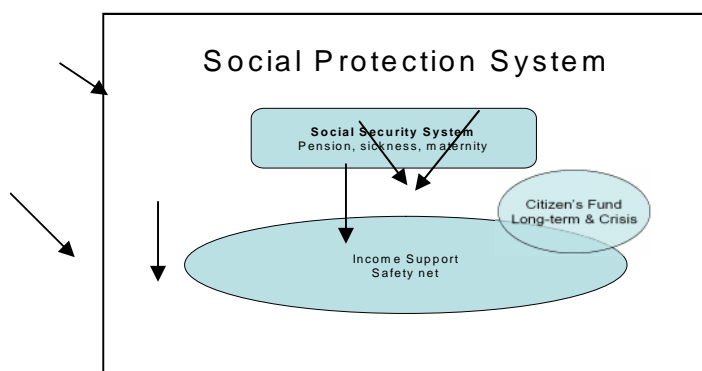 Social Protection System
Social Security System
Pension, sickness, maternity
Citizen's Fund
Long-term & Crisis
Income Support
Safety net